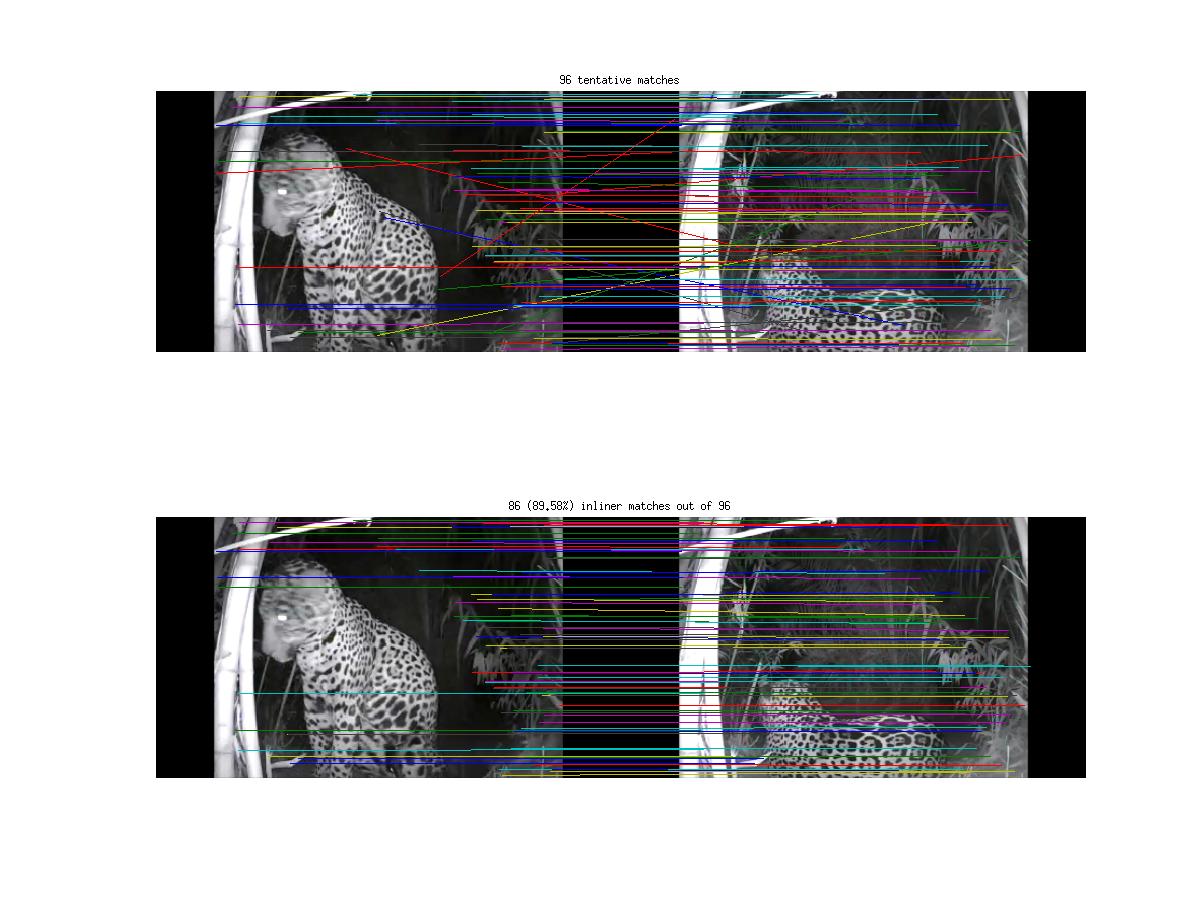 96 tentative matches
86 (89.58%) inliner matches out of 96